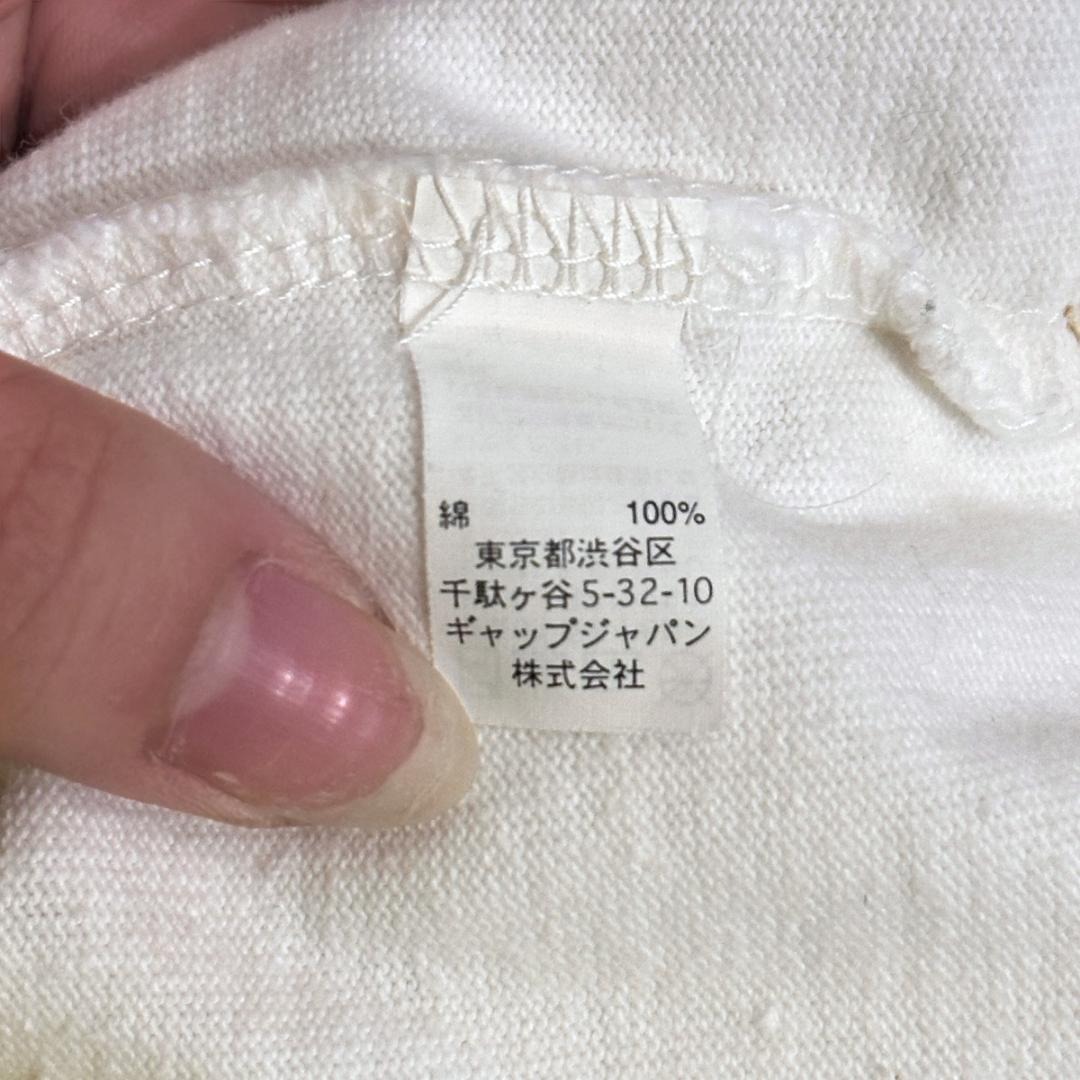 綿 100%
東京都渋谷区
千駄ヶ谷5-32-10
ギャップジャパン
株式会社